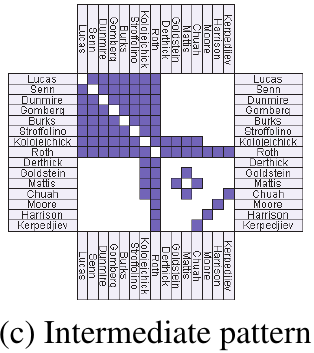 Lucas
Senn
Dunmire
Gomberg
Burks
Stroffolino
Kolojejchick
Roth
Derthick
Goldstein
Mattis
Chuah
Moore
Harrison
Kerpedjiev
Lucas Lucas
Senn Senn
Dunmire Dunmire
Gomberg Gomberg
Burks Burks
Stroffolino Stroffolino
Kolojejchick Kolojejchick
Roth Roth
Derthick Derthick
Goldstein Goldstein
Mattis Mattis
Chuah Chuah
Moore Moore
Harrison Harrison
Kerpedjiev Kerpedjiev
Lucas
Senn
Dunmire
Gomberg
Burks
Stroffolino
Kolojejchick
Roth
Derthick
Goldstein
Mattis
Chuah
Moore
Harrison
Kerpedjiev
(c) Intermediate pattern